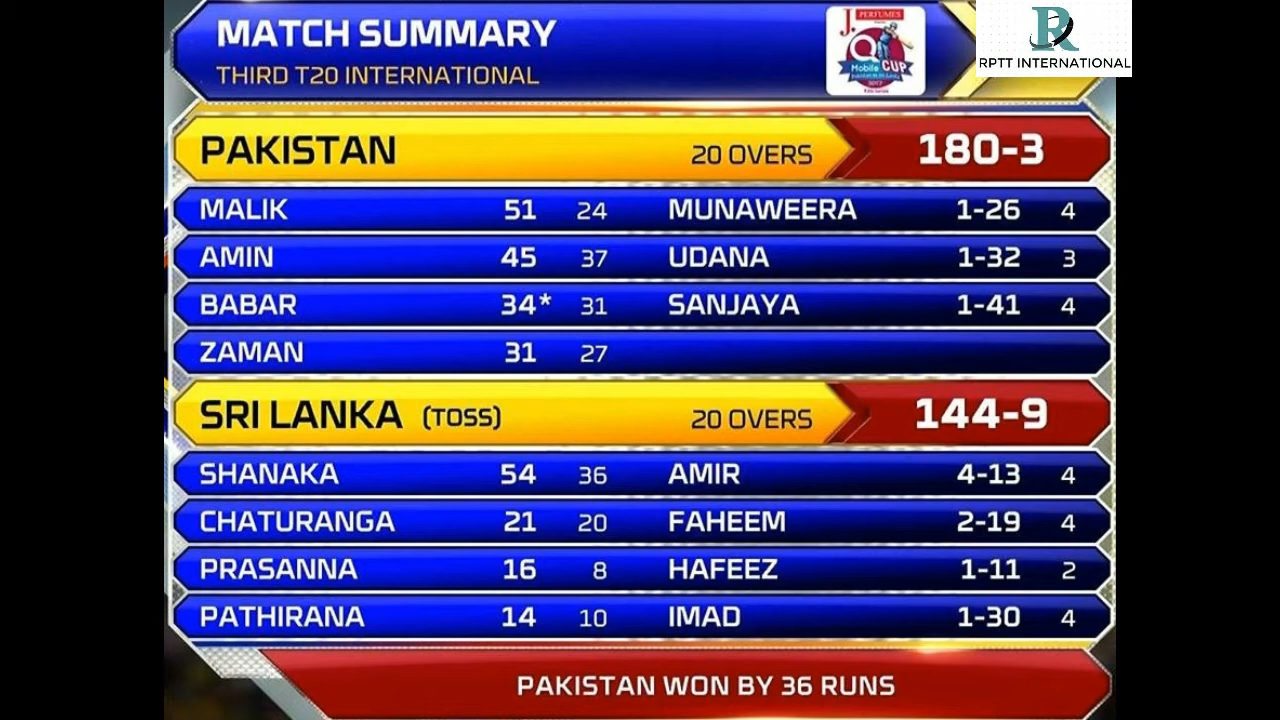 MATCH SUMMARY
THIRD T20 INTERNATIONAL
J. PERFUMES
Mobile CUP
RPTT INTERNATIONAL
PAKISTAN 20 OVERS 180-3
MALIK 51 24 MUNAWEERA 1-26 4
AMIN 45 37 UDANA 1-32 3
BABAR 34* 31 SANJAYA 1-41 4
ZAMAN 31 27
SRI LANKA (TOSS) 20 OVERS 144-9
SHANAKA 54 36 AMIR 4-13 4
CHATURANGA 21 20 FAHEEM 2-19 4
PRASANNA 16 8 HAFEEZ 1-11 2
PATHIRANA 14 10 IMAD 1-30 4
PAKISTAN WON BY 36 RUNS